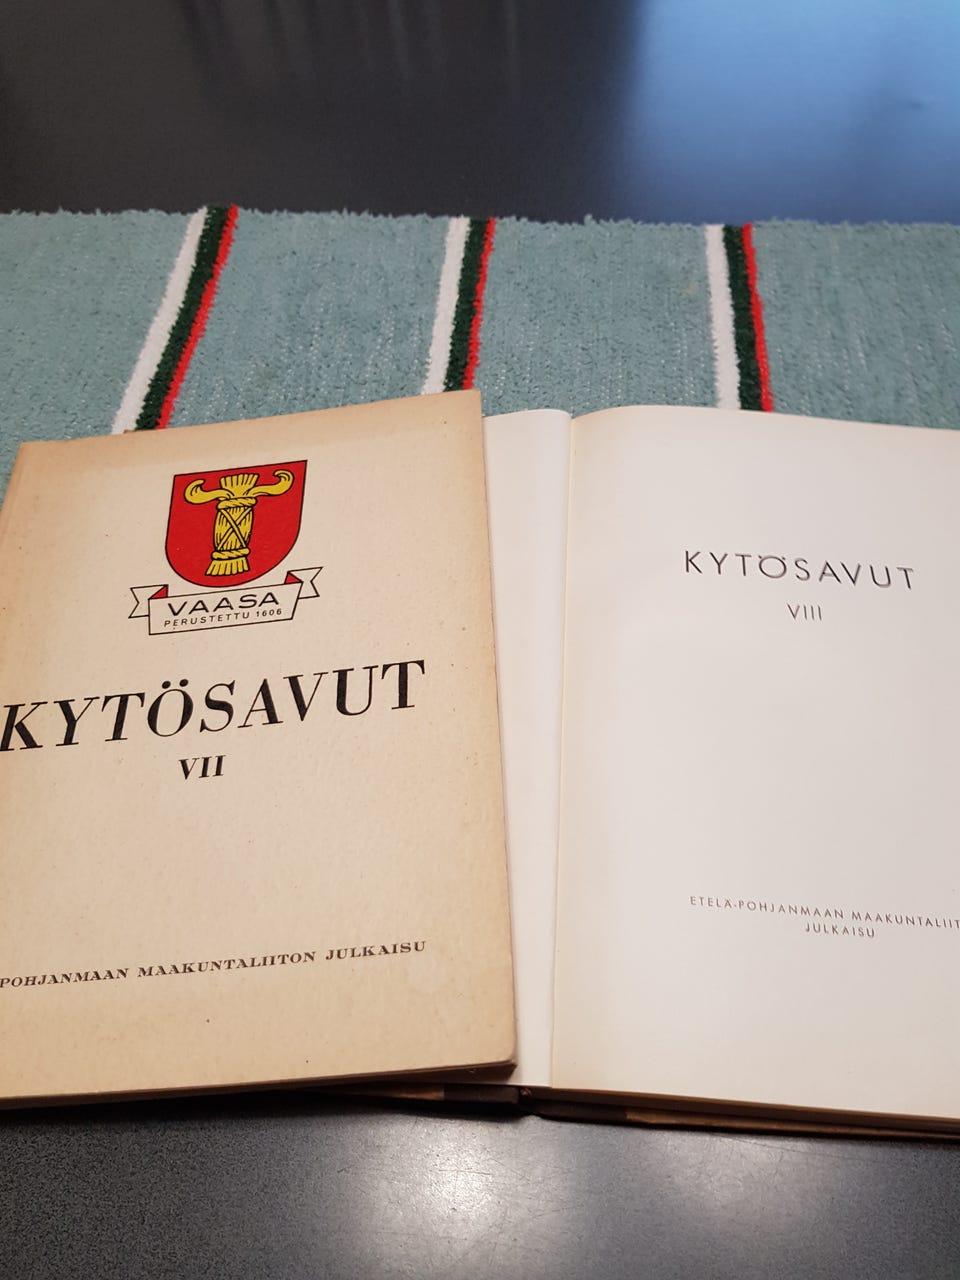 VAASA
PERUSTETTU 1606
KYTÖSAVUT
VII
POHJANMAAN MAAKUNTALIITON JULKAISU
KYTÖSAVUT
VIII
ETELÄ-POHJANMAAN MAAKUNTALIIT
JULKAISU